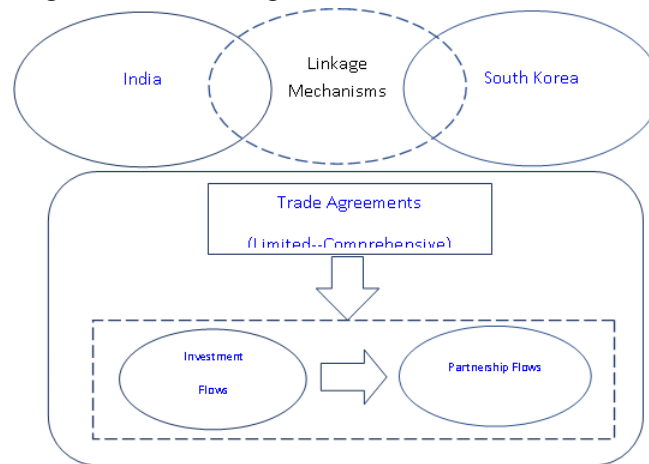 India
Linkage
Mechanisms
South Korea
Trade Agreements
(Limited--Comprehensive)
Investment
Flows
Partnership Flows